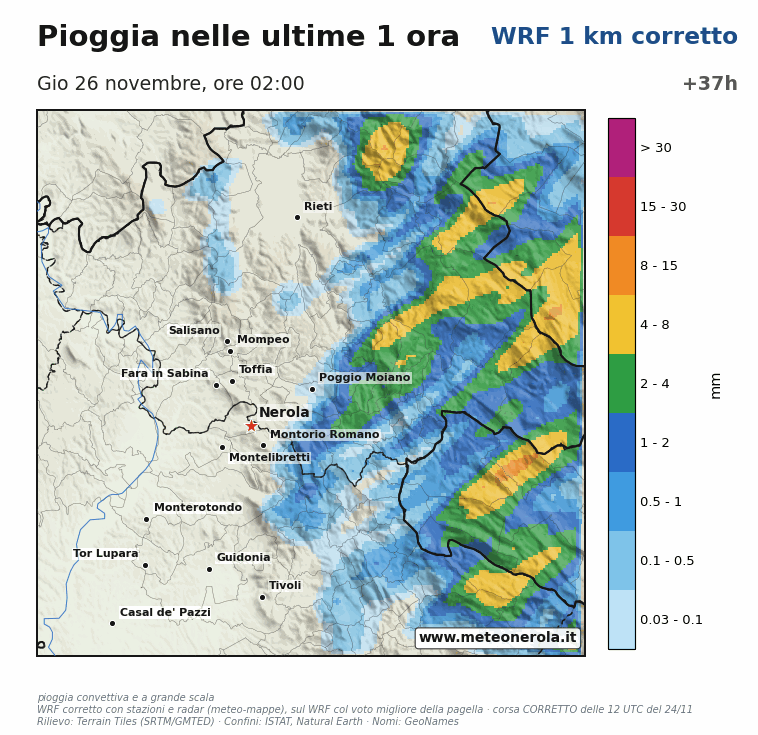 Pioggia nelle ultime 1 ora
WRF 1 km corretto
Gio 26 novembre, ore 02:00
+37h
Rieti
Salisano
Mompeo
Fara in Sabina
Toffia
Poggio Moiano
Nerola
Montorio Romano
Montelibretti
Monterotondo
Tor Lupara
Guidonia
Tivoli
Casal de' Pazzi
www.meteonerola.it
> 30
15 - 30
8 - 15
4 - 8
2 - 4
1 - 2
0.5 - 1
0.1 - 0.5
0.03 - 0.1
mm
pioggia convettiva e a grande scala
WRF corretto con stazioni e radar (meteo-mappe), sul WRF col voto migliore della pagella · corsa CORRETTO delle 12 UTC del 24/11
Rilievo: Terrain Tiles (SRTM/GMTED) · Confini: ISTAT, Natural Earth · Nomi: GeoNames